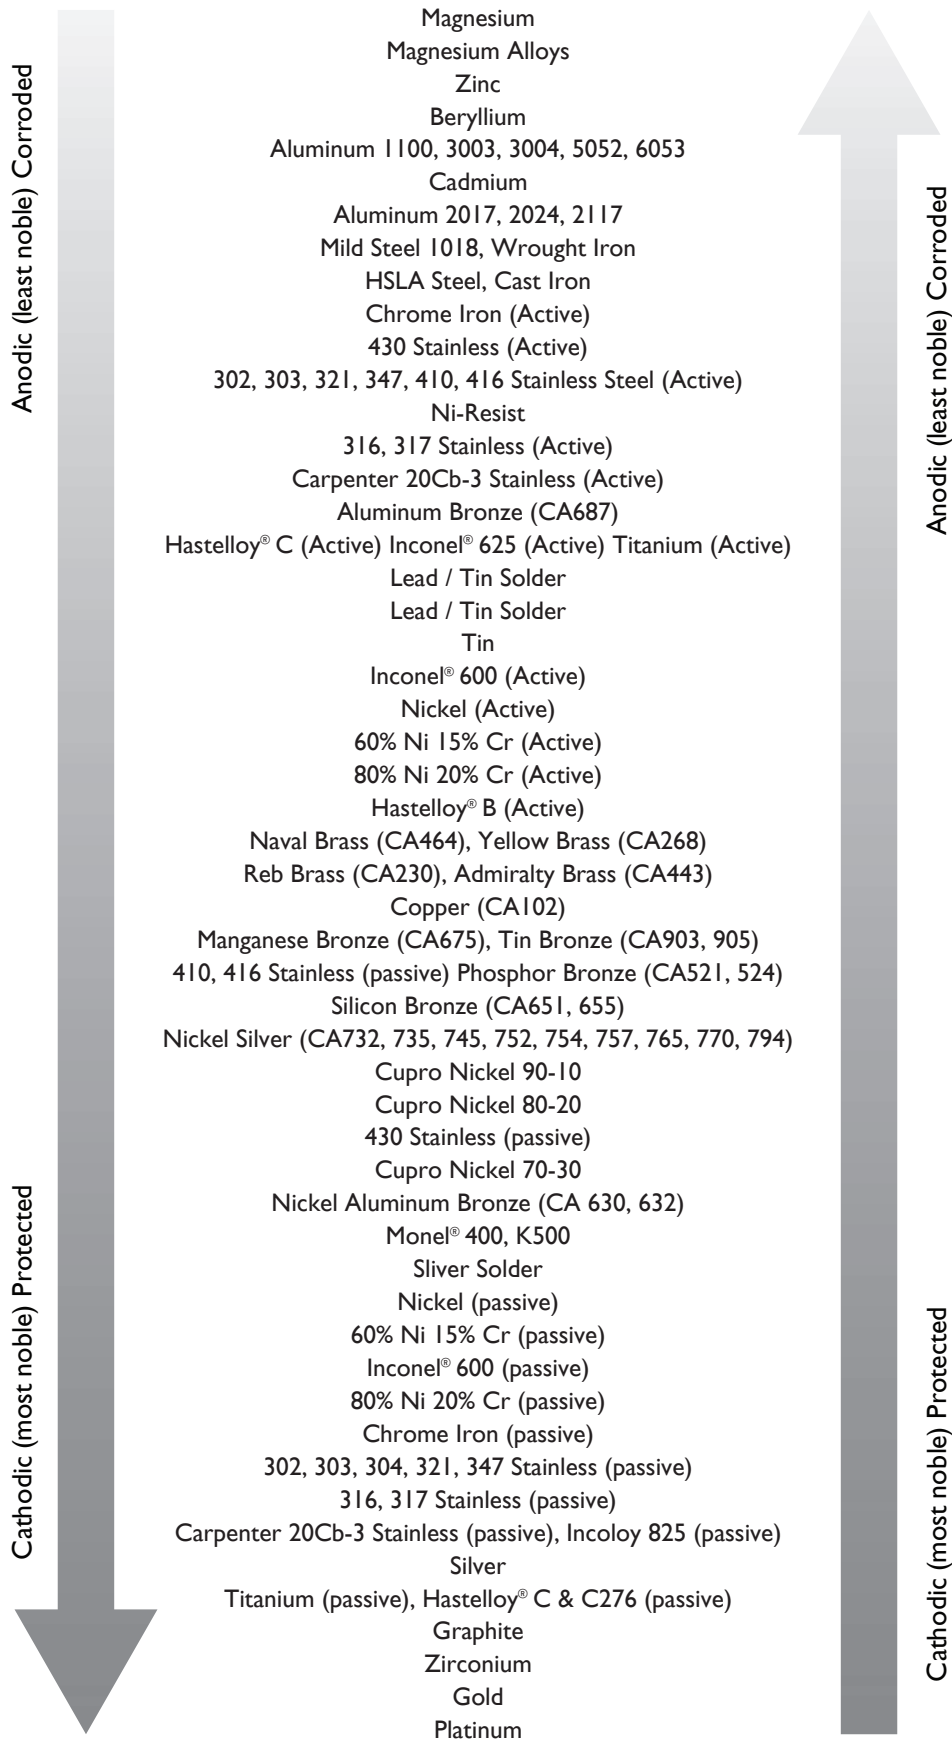 Magnesium
Magnesium Alloys
Zinc
Beryllium
Aluminum 1100, 3003, 3004, 5052, 6053
Cadmium
Aluminum 2017, 2024, 2117
Mild Steel 1018, Wrought Iron
HSLA Steel, Cast Iron
Chrome Iron (Active)
430 Stainless (Active)
302, 303, 321, 347, 410, 416 Stainless Steel (Active)
Ni-Resist
316, 317 Stainless (Active)
Carpenter 20Cb-3 Stainless (Active)
Aluminum Bronze (CA687)
Hastelloy® C (Active) Inconel® 625 (Active) Titanium (Active)
Lead / Tin Solder
Lead / Tin Solder
Tin
Inconel® 600 (Active)
Nickel (Active)
60% Ni 15% Cr (Active)
80% Ni 20% Cr (Active)
Hastelloy® B (Active)
Naval Brass (CA464), Yellow Brass (CA268)
Reb Brass (CA230), Admiralty Brass (CA443)
Copper (CA102)
Manganese Bronze (CA675), Tin Bronze (CA903, 905)
410, 416 Stainless (passive) Phosphor Bronze (CA521, 524)
Silicon Bronze (CA651, 655)
Nickel Silver (CA732, 735, 745, 752, 754, 757, 765, 770, 794)
Cupro Nickel 90-10
Cupro Nickel 80-20
430 Stainless (passive)
Cupro Nickel 70-30
Nickel Aluminum Bronze (CA 630, 632)
Monel® 400, K500
Sliver Solder
Nickel (passive)
60% Ni 15% Cr (passive)
Inconel® 600 (passive)
80% Ni 20% Cr (passive)
Chrome Iron (passive)
302, 303, 304, 321, 347 Stainless (passive)
316, 317 Stainless (passive)
Carpenter 20Cb-3 Stainless (passive), Incoloy 825 (passive)
Silver
Titanium (passive), Hastelloy® C & C276 (passive)
Graphite
Zirconium
Gold
Platinum
Anodic (least noble) Corroded
Cathodic (most noble) Protected
Anodic (least noble) Corroded
Cathodic (most noble) Protected